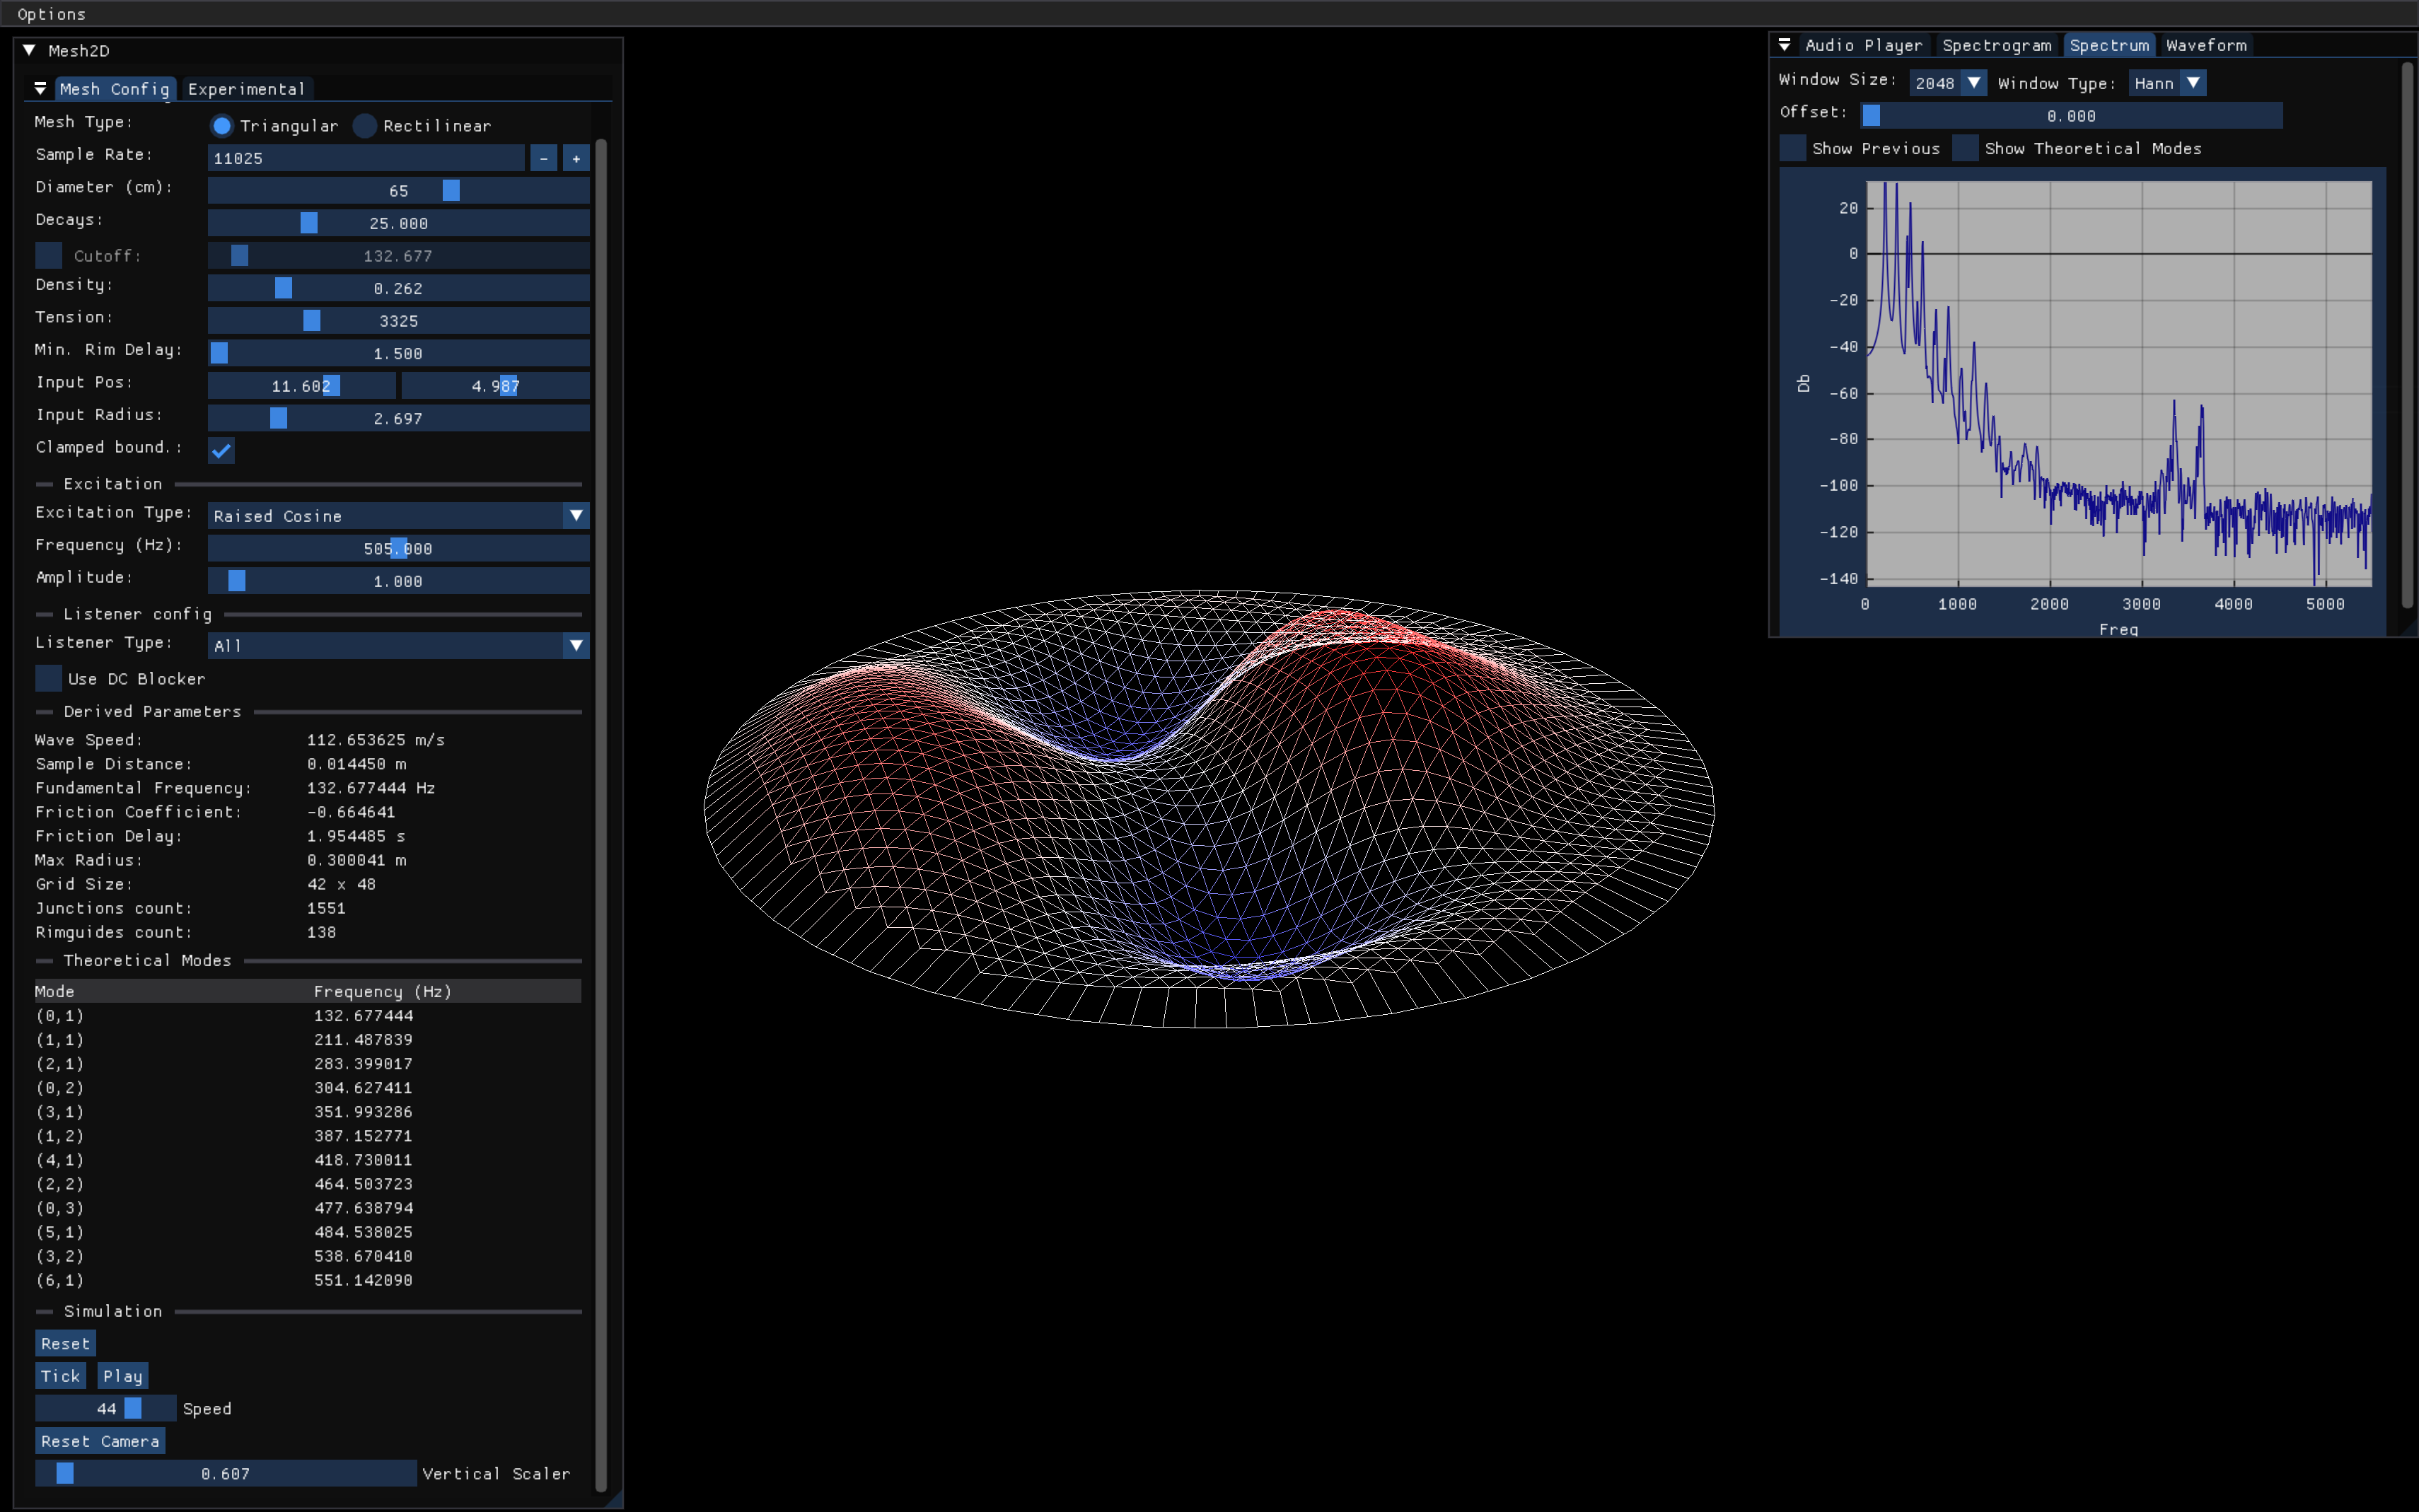 Options
Mesh2D
Mesh Config Experimental
Mesh Type: Triangular Rectilinear
Sample Rate: 11025 - +
Diameter (cm): 65
Decays: 25.000
Cutoff: 132.677
Density: 0.262
Tension: 3325
Min. Rim Delay: 1.500
Input Pos: 11.602 4.987
Input Radius: 2.697
Clamped bound.:
Excitation
Excitation Type: Raised Cosine
Frequency (Hz): 505.000
Amplitude: 1.000
Listener config
Listener Type: All
Use DC Blocker
Derived Parameters
Wave Speed: 112.653625 m/s
Sample Distance: 0.014450 m
Fundamental Frequency: 132.677444 Hz
Friction Coefficient: -0.664641
Friction Delay: 1.954485 s
Max Radius: 0.300041 m
Grid Size: 42 x 48
Junctions count: 1551
Rimguides count: 138
Theoretical Modes
Mode Frequency (Hz)
(0,1) 132.677444
(1,1) 211.487839
(2,1) 283.399017
(0,2) 304.627411
(3,1) 351.993286
(1,2) 387.152771
(4,1) 418.730011
(2,2) 464.503723
(0,3) 477.638794
(5,1) 484.538025
(3,2) 538.670410
(6,1) 551.142090
Simulation
Reset
Tick Play
44 Speed
Reset Camera
0.607 Vertical Scaler
Audio Player Spectrogram Spectrum Waveform
Window Size: 2048 Window Type: Hann
Offset: 0.000
Show Previous Show Theoretical Modes
20
0
-20
-40
-60
-80
-100
-120
-140
Db
0 1000 2000 3000 4000 5000
Freq